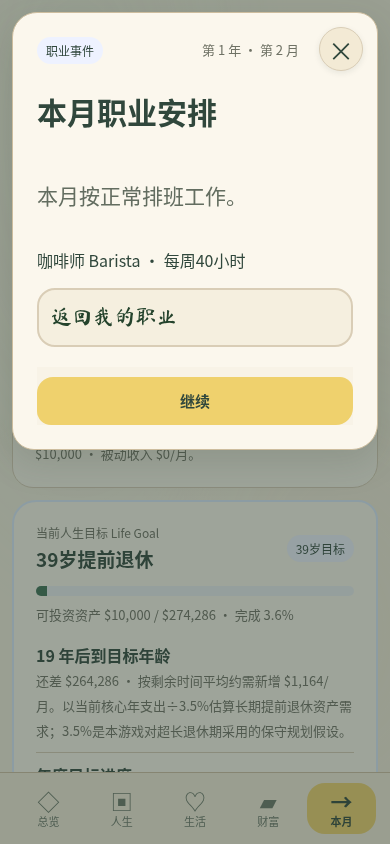 职业事件
第 1 年 · 第 2 月
本月职业安排
本月按正常排班工作。
咖啡师 Barista · 每周40小时
返回我的职业
继续
$10,000 · 被动收入 $0/月。
当前人生目标 Life Goal
39岁提前退休
39岁目标
可投资资产 $10,000 / $274,286 · 完成 3.6%
19 年后到目标年龄
还差 $264,286 · 按剩余时间平均约需新增 $1,164/
月。以当前核心年支出÷3.5%估算长期提前退休资产需
求；3.5%是本游戏对超长退休期采用的保守规划假设。
年度目标进度
总览
人生
生活
财富
本月